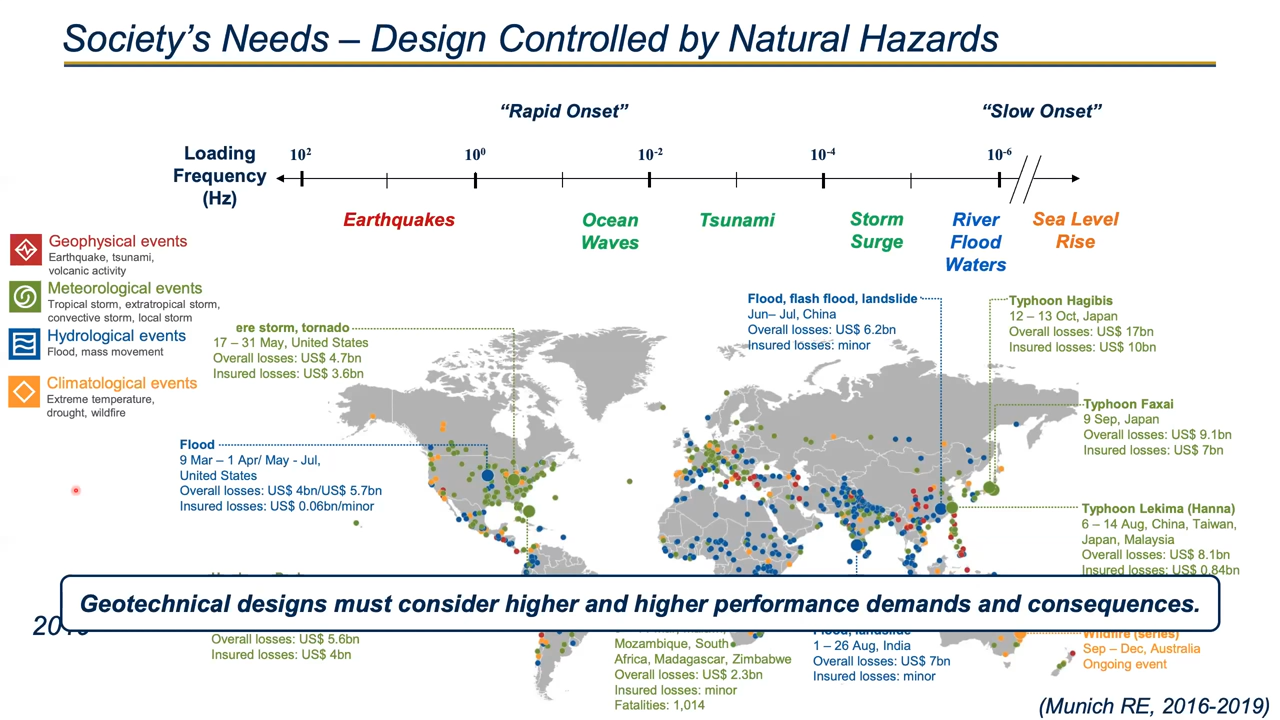 Society's Needs – Design Controlled by Natural Hazards
"Rapid Onset"
"Slow Onset"
Loading
Frequency
(Hz)
10²
10⁰
10⁻²
10⁻⁴
10⁻⁶
Earthquakes
Ocean
Waves
Tsunami
Storm
Surge
River
Flood
Waters
Sea Level
Rise
Geophysical events
Earthquake, tsunami,
volcanic activity
Meteorological events
Tropical storm, extratropical storm,
convective storm, local storm
Hydrological events
Flood, mass movement
Climatological events
Extreme temperature,
drought, wildfire
ere storm, tornado
17 – 31 May, United States
Overall losses: US$ 4.7bn
Insured losses: US$ 3.6bn
Flood
9 Mar – 1 Apr/ May - Jul,
United States
Overall losses: US$ 4bn/US$ 5.7bn
Insured losses: US$ 0.06bn/minor
Flood, flash flood, landslide
Jun– Jul, China
Overall losses: US$ 6.2bn
Insured losses: minor
Typhoon Hagibis
12 – 13 Oct, Japan
Overall losses: US$ 17bn
Insured losses: US$ 10bn
Typhoon Faxai
9 Sep, Japan
Overall losses: US$ 9.1bn
Insured losses: US$ 7bn
Typhoon Lekima (Hanna)
6 – 14 Aug, China, Taiwan,
Japan, Malaysia
Overall losses: US$ 8.1bn
Insured losses: US$ 0.84bn
Geotechnical designs must consider higher and higher performance demands and consequences.
Overall losses: US$ 5.6bn
Insured losses: US$ 4bn
Mozambique, South
Africa, Madagascar, Zimbabwe
Overall losses: US$ 2.3bn
Insured losses: minor
Fatalities: 1,014
Flood, landslide
1 – 26 Aug, India
Overall losses: US$ 7bn
Insured losses: minor
Wildfire (series)
Sep – Dec, Australia
Ongoing event
(Munich RE, 2016-2019)